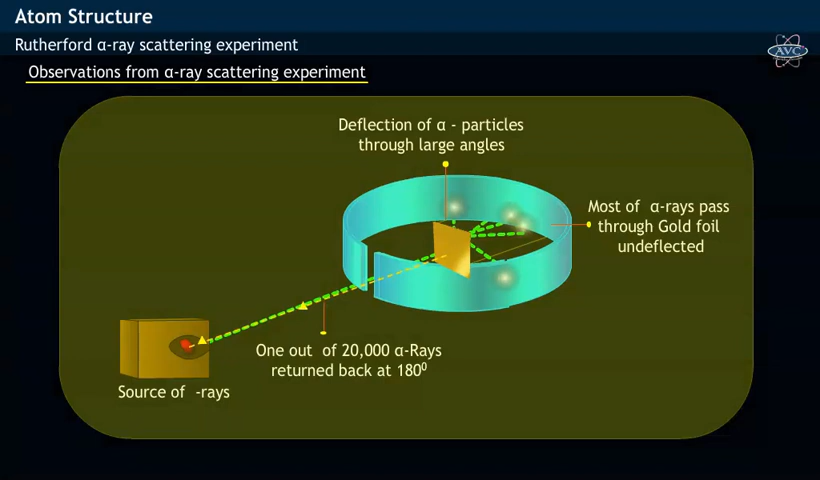 Atom Structure
Rutherford α-ray scattering experiment
Observations from α-ray scattering experiment
AVC
Deflection of α - particles
through large angles
Most of α-rays pass
through Gold foil
undeflected
One out of 20,000 α-Rays
returned back at 180⁰
Source of -rays